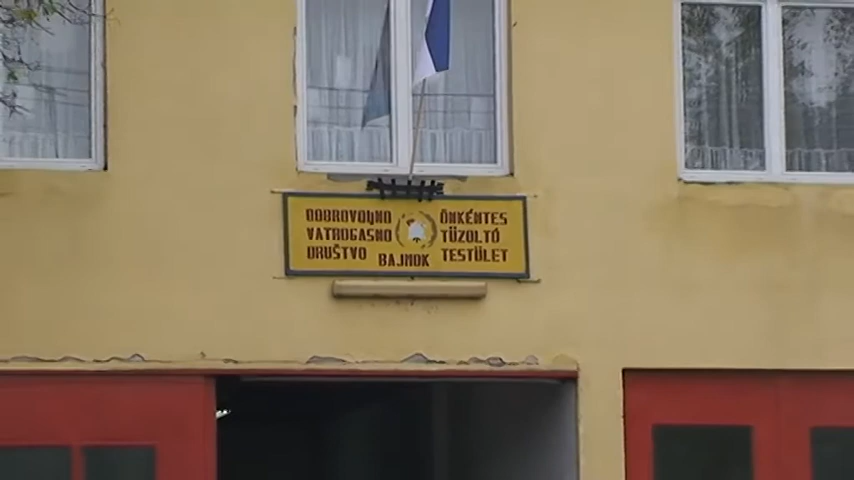 DOBROVOLJNO
VATROGASNO
DRUŠTVO
BAJMOK
ÖNKÉNTES
TŰZOLTÓ
TESTÜLET